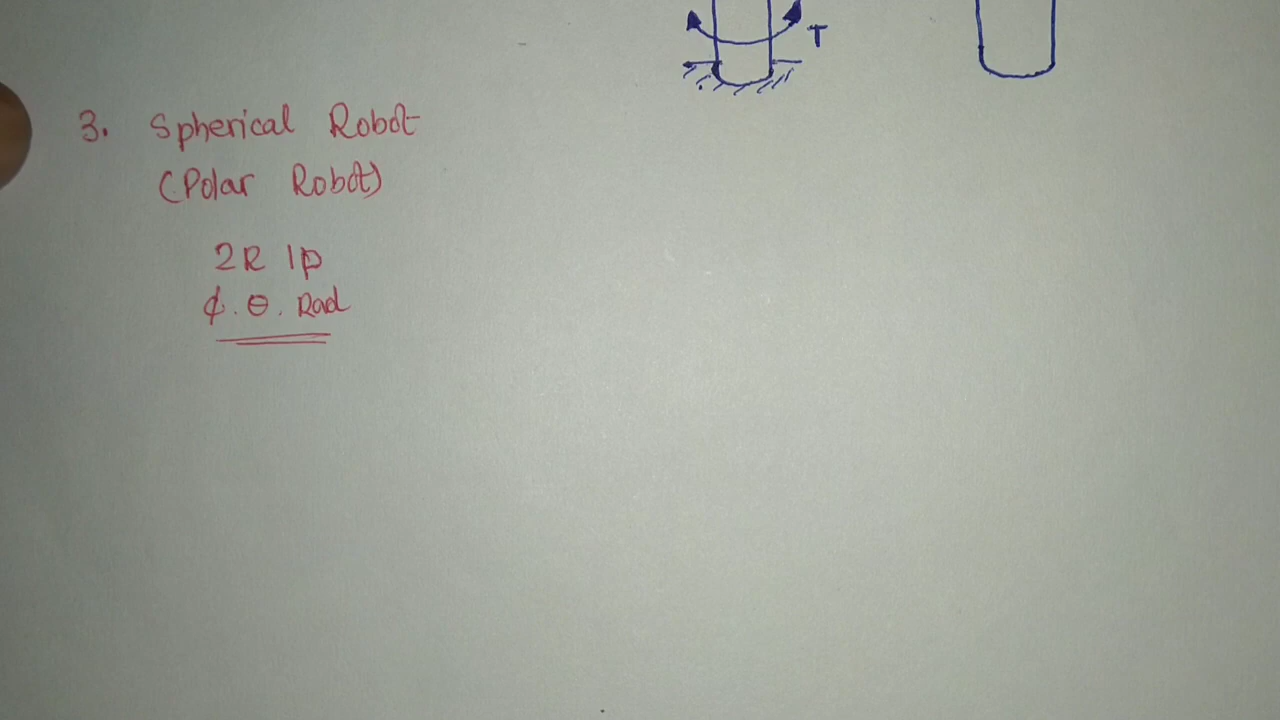 T
3. Spherical Robot
(Polar Robot)
2R 1P
ϕ. θ. Rad